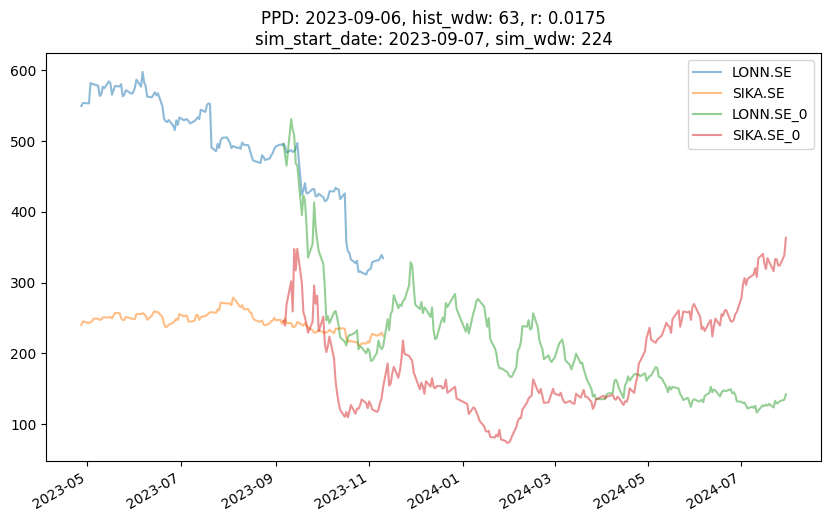 PPD: 2023-09-06, hist_wdw: 63, r: 0.0175
sim_start_date: 2023-09-07, sim_wdw: 224
LONN.SE
SIKA.SE
LONN.SE_0
SIKA.SE_0
600
500
400
300
200
100
2023-05
2023-07
2023-09
2023-11
2024-01
2024-03
2024-05
2024-07